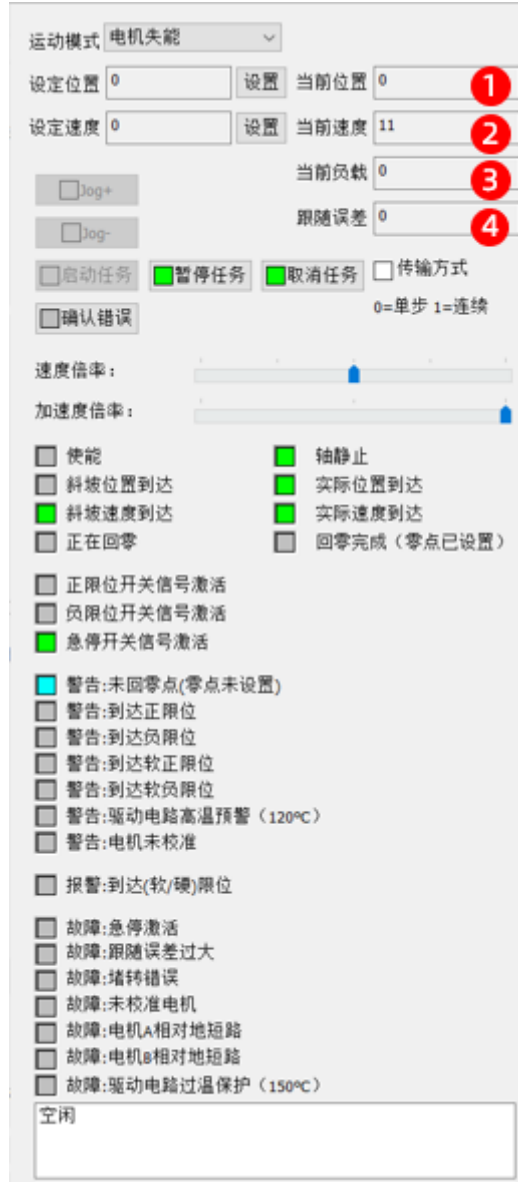 运动模式 电机失能
设定位置 0 设置 当前位置 0 1
设定速度 0 设置 当前速度 11 2
当前负载 0 3
Jog+
跟随误差 0 4
Jog-
启动任务 暂停任务 取消任务 传输方式
确认错误 0=单步 1=连续
速度倍率：
加速度倍率：
使能 轴静止
斜坡位置到达 实际位置到达
斜坡速度到达 实际速度到达
正在回零 回零完成（零点已设置）
正限位开关信号激活
负限位开关信号激活
急停开关信号激活
警告:未回零点(零点未设置)
警告:到达正限位
警告:到达负限位
警告:到达软正限位
警告:到达软负限位
警告:驱动电路高温预警（120℃）
警告:电机未校准
报警:到达(软/硬)限位
故障:急停激活
故障:跟随误差过大
故障:堵转错误
故障:未校准电机
故障:电机A相对地短路
故障:电机B相对地短路
故障:驱动电路过温保护（150℃）
空闲